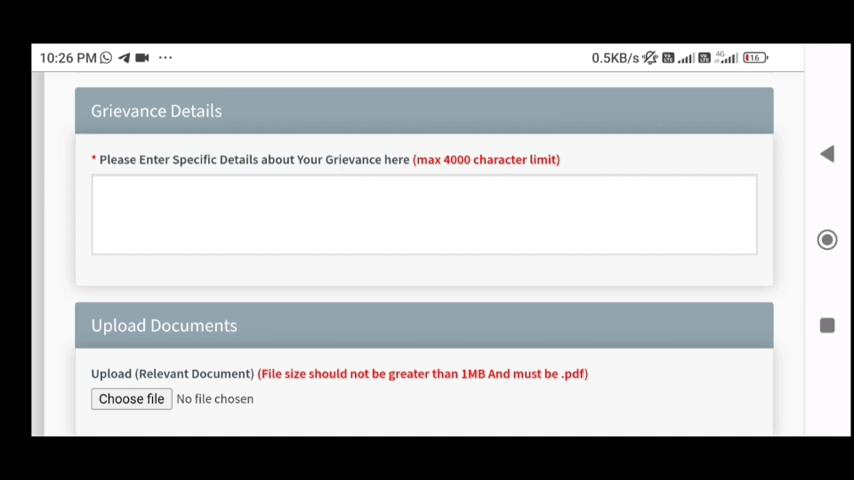 10:26 PM ... 0.5KB/s 4G 16
Grievance Details
* Please Enter Specific Details about Your Grievance here (max 4000 character limit)
Upload Documents
Upload (Relevant Document) (File size should not be greater than 1MB And must be .pdf)
Choose file No file chosen